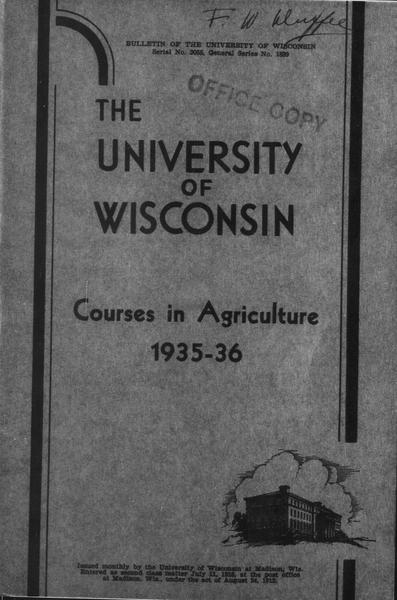 F. W. Duffee
BULLETIN OF THE UNIVERSITY OF WISCONSIN
Serial No. 2055, General Series No. 1839
OFFICE COPY
THE
UNIVERSITY
OF
WISCONSIN
Courses in Agriculture
1935-36
Issued monthly by the University of Wisconsin at Madison, Wis.
Entered as second class matter July 11, 1916, at the post office
at Madison, Wis., under the act of August 24, 1912.